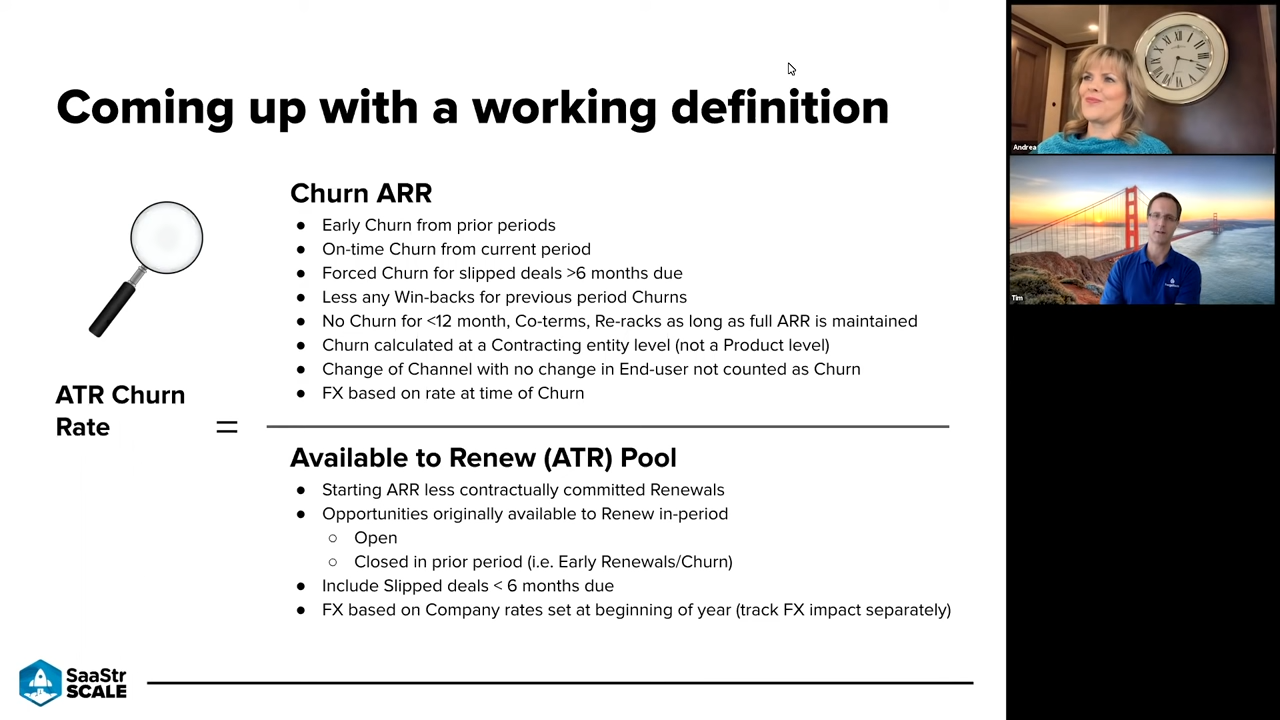 Coming up with a working definition
Churn ARR
● Early Churn from prior periods
● On-time Churn from current period
● Forced Churn for slipped deals >6 months due
● Less any Win-backs for previous period Churns
● No Churn for <12 month, Co-terms, Re-racks as long as full ARR is maintained
● Churn calculated at a Contracting entity level (not a Product level)
● Change of Channel with no change in End-user not counted as Churn
● FX based on rate at time of Churn
ATR Churn
Rate
=
Available to Renew (ATR) Pool
● Starting ARR less contractually committed Renewals
● Opportunities originally available to Renew in-period
○ Open
○ Closed in prior period (i.e. Early Renewals/Churn)
● Include Slipped deals < 6 months due
● FX based on Company rates set at beginning of year (track FX impact separately)
SaaStr
SCALE
Andrea
Tim